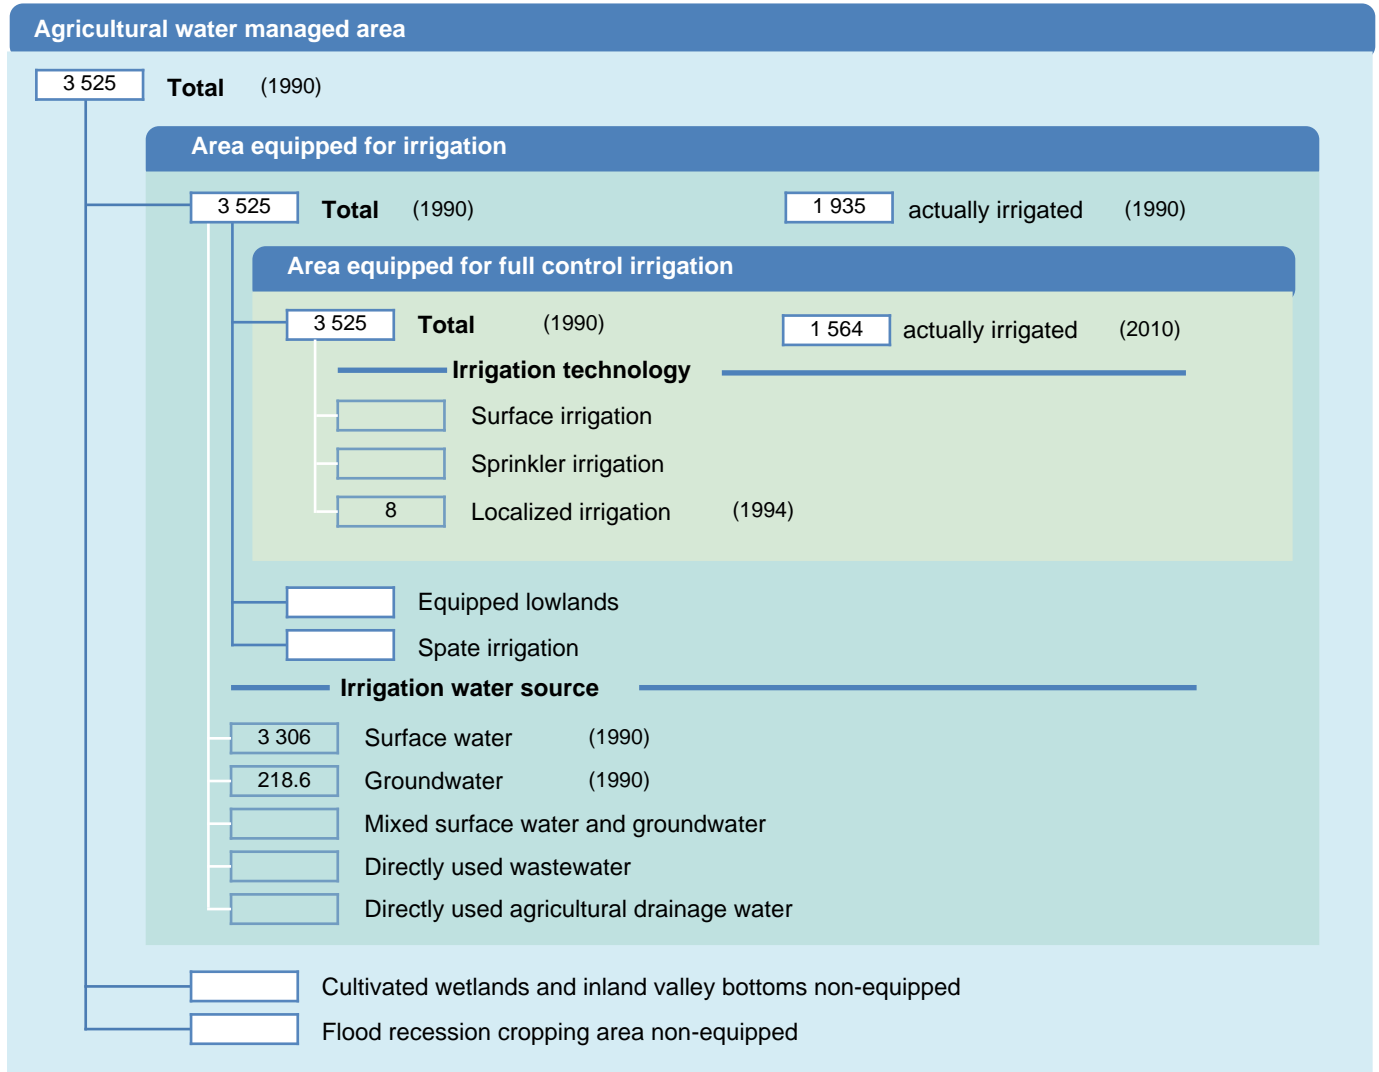 Agricultural water managed area
3 525 Total (1990)
Area equipped for irrigation
3 525 Total (1990) 1 935 actually irrigated (1990)
Area equipped for full control irrigation
3 525 Total (1990) 1 564 actually irrigated (2010)
Irrigation technology
Surface irrigation
Sprinkler irrigation
8 Localized irrigation (1994)
Equipped lowlands
Spate irrigation
Irrigation water source
3 306 Surface water (1990)
218.6 Groundwater (1990)
Mixed surface water and groundwater
Directly used wastewater
Directly used agricultural drainage water
Cultivated wetlands and inland valley bottoms non-equipped
Flood recession cropping area non-equipped